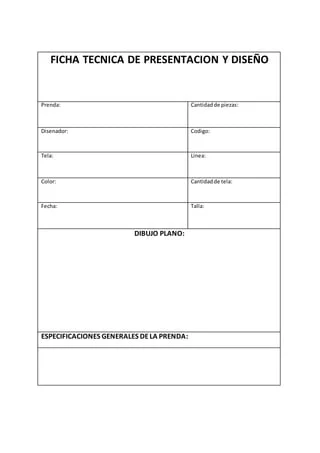 FICHA TECNICA DE PRESENTACION Y DISEÑO
Prenda: Cantidad de piezas:
Disenador: Codigo:
Tela: Linea:
Color: Cantidad de tela:
Fecha: Talla:
DIBUJO PLANO:
ESPECIFICACIONES GENERALES DE LA PRENDA: